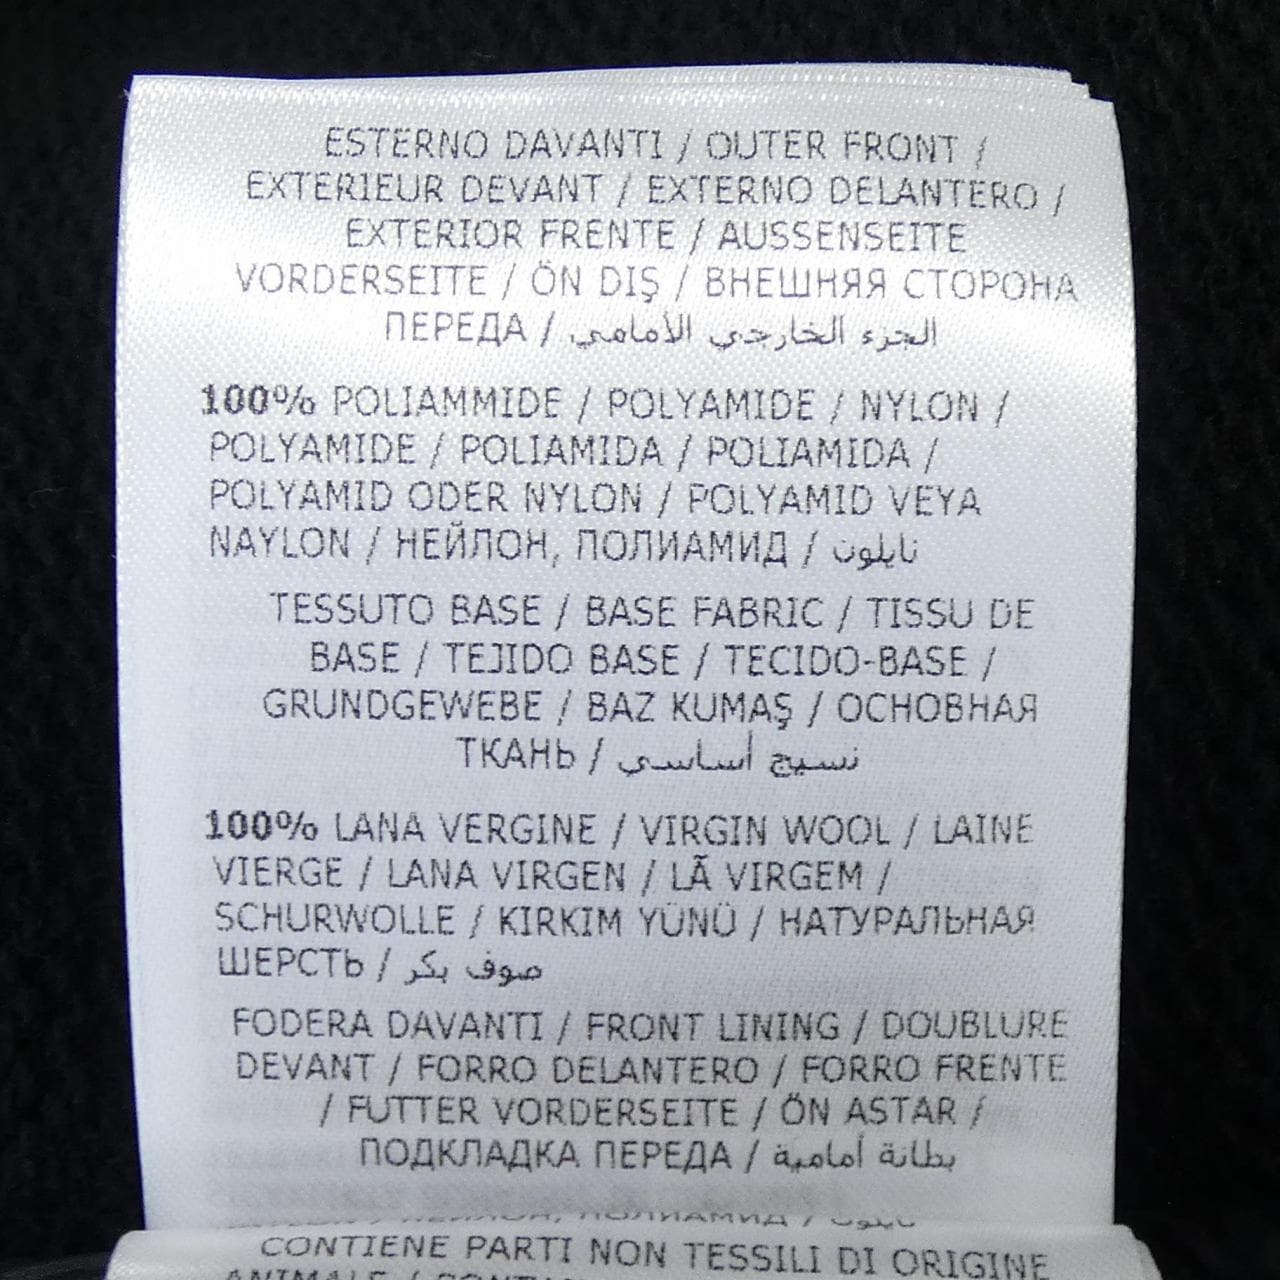 ESTERNO DAVANTI / OUTER FRONT /
EXTERIEUR DEVANT / EXTERNO DELANTERO /
EXTERIOR FRENTE / AUSSENSEITE
VORDERSEITE / ÖN DIŞ / ВНЕШНЯЯ СТОРОНА
ПЕРЕДА / الجزء الخارجي الأمامي
100% POLIAMMIDE / POLYAMIDE / NYLON /
POLYAMIDE / POLIAMIDA / POLIAMIDA /
POLYAMID ODER NYLON / POLYAMID VEYA
NAYLON / НЕЙЛОН, ПОЛИАМИД / نايلون
TESSUTO BASE / BASE FABRIC / TISSU DE
BASE / TEJIDO BASE / TECIDO-BASE /
GRUNDGEWEBE / BAZ KUMAŞ / ОСНОВНАЯ
ТКАНЬ / نسيج أساسي
100% LANA VERGINE / VIRGIN WOOL / LAINE
VIERGE / LANA VIRGEN / LÃ VIRGEM /
SCHURWOLLE / KIRKIM YÜNÜ / НАТУРАЛЬНАЯ
ШЕРСТЬ / صوف بكر
FODERA DAVANTI / FRONT LINING / DOUBLURE
DEVANT / FORRO DELANTERO / FORRO FRENTE
/ FUTTER VORDERSEITE / ÖN ASTAR /
ПОДКЛАДКА ПЕРЕДА / بطانة أمامية
CONTIENE PARTI NON TESSILI DI ORIGINE